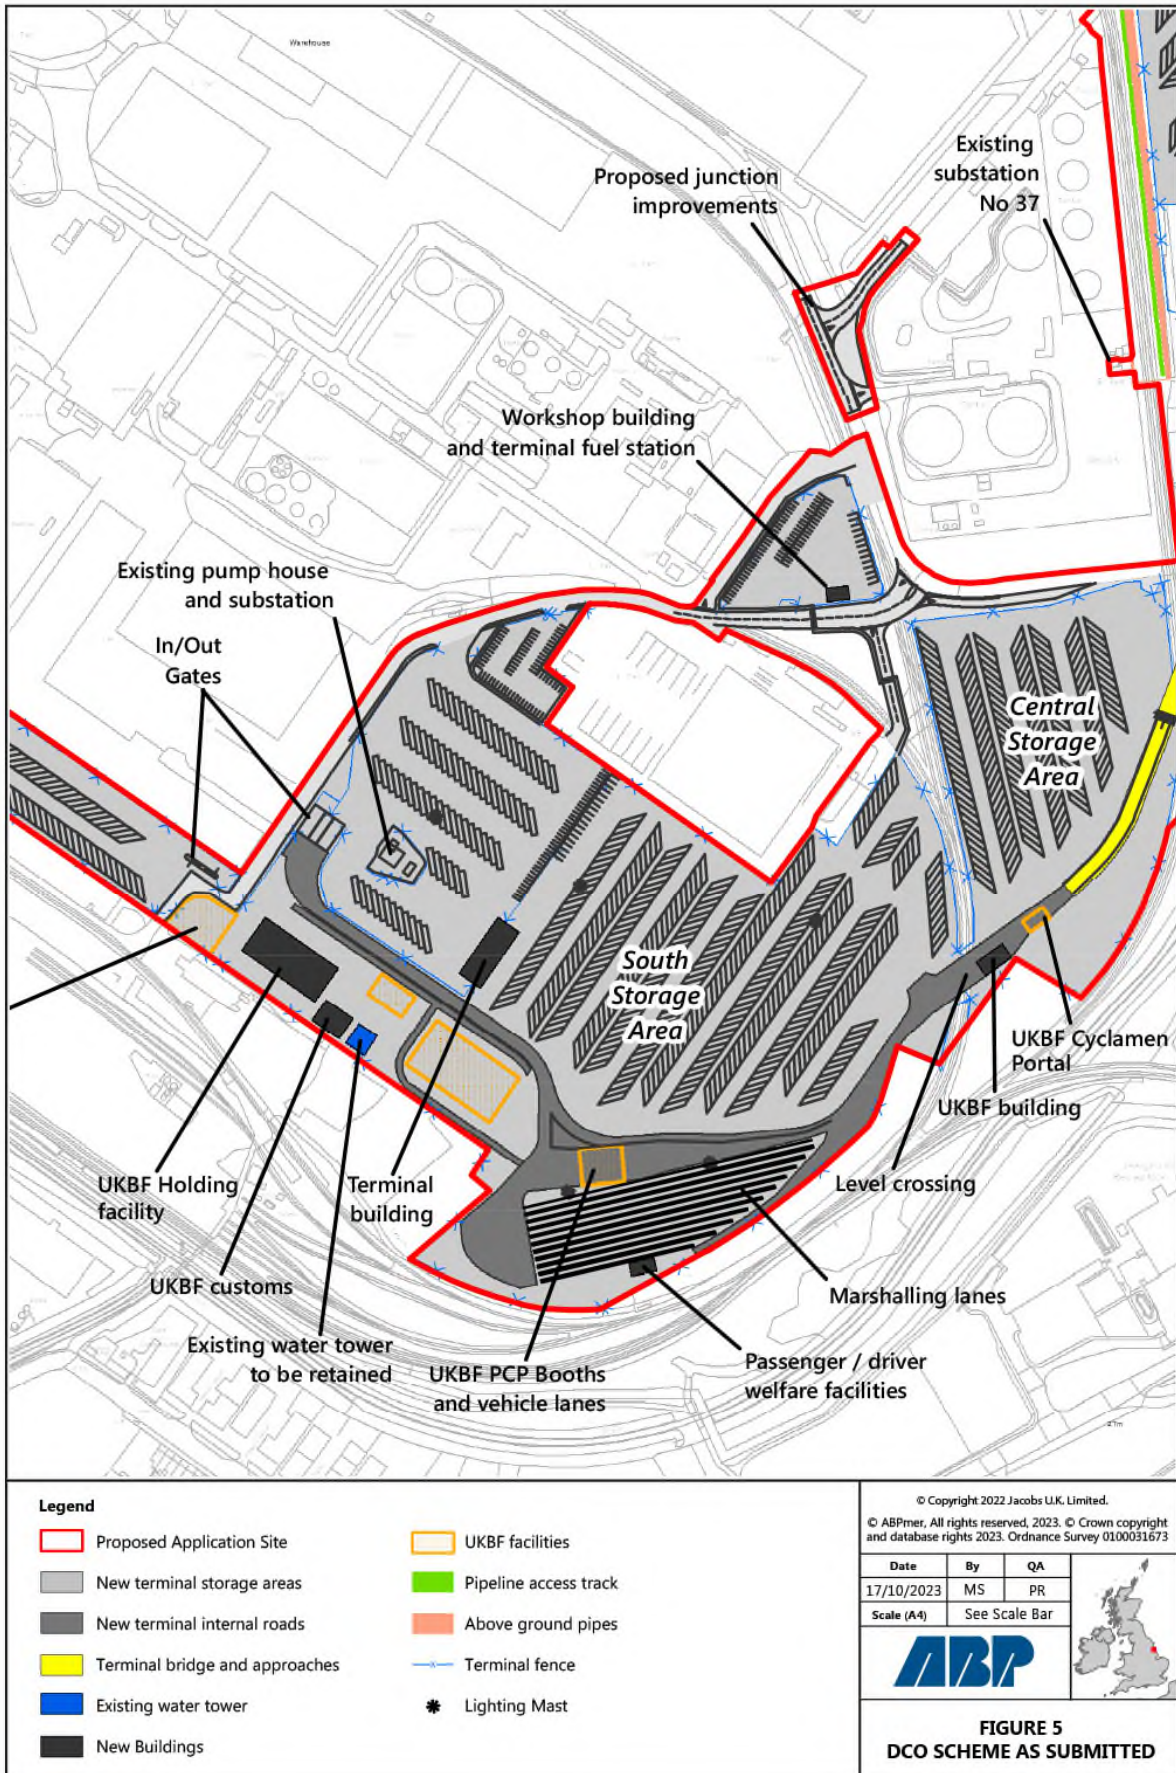 Warehouse
Proposed junction
improvements
Existing
substation
No 37
Workshop building
and terminal fuel station
Existing pump house
and substation
In/Out
Gates
Central
Storage
Area
South
Storage
Area
UKBF Cyclamen
Portal
UKBF building
Level crossing
UKBF Holding
facility
Terminal
building
UKBF customs
Marshalling lanes
Existing water tower
to be retained
UKBF PCP Booths
and vehicle lanes
Passenger / driver
welfare facilities
Legend
Proposed Application Site
New terminal storage areas
New terminal internal roads
Terminal bridge and approaches
Existing water tower
New Buildings
UKBF facilities
Pipeline access track
Above ground pipes
Terminal fence
Lighting Mast
© Copyright 2022 Jacobs U.K. Limited.
© ABPmer, All rights reserved, 2023. © Crown copyright
and database rights 2023. Ordnance Survey 0100031673
Date By QA
17/10/2023 MS PR
Scale (A4) See Scale Bar
ABP
FIGURE 5
DCO SCHEME AS SUBMITTED